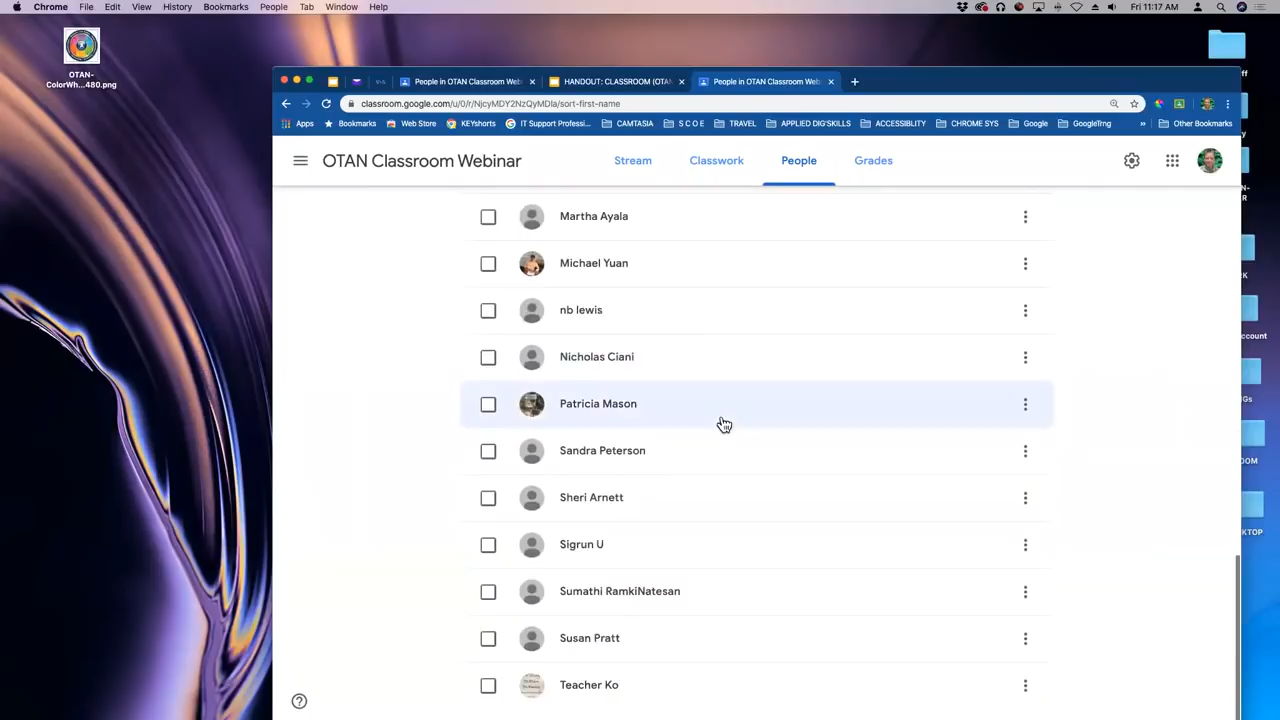 Chrome File Edit View History Bookmarks People Tab Window Help Fri 11:17 AM
OTAN-
ColorWh...480.png
People in OTAN Classroom Web × HANDOUT: CLASSROOM (OTAN × People in OTAN Classroom Web × +
classroom.google.com/u/0/r/NjcyMDY2NzQyMDla/sort-first-name
Apps Bookmarks Web Store KEYshorts IT Support Professi... CAMTASIA S C O E TRAVEL APPLIED DIG'SKILLS ACCESSIBLITY CHROME SYS Google GoogleTrng » Other Bookmarks
OTAN Classroom Webinar Stream Classwork People Grades
Martha Ayala
Michael Yuan
nb lewis
Nicholas Ciani
Patricia Mason
Sandra Peterson
Sheri Arnett
Sigrun U
Sumathi RamkiNatesan
Susan Pratt
Teacher Ko